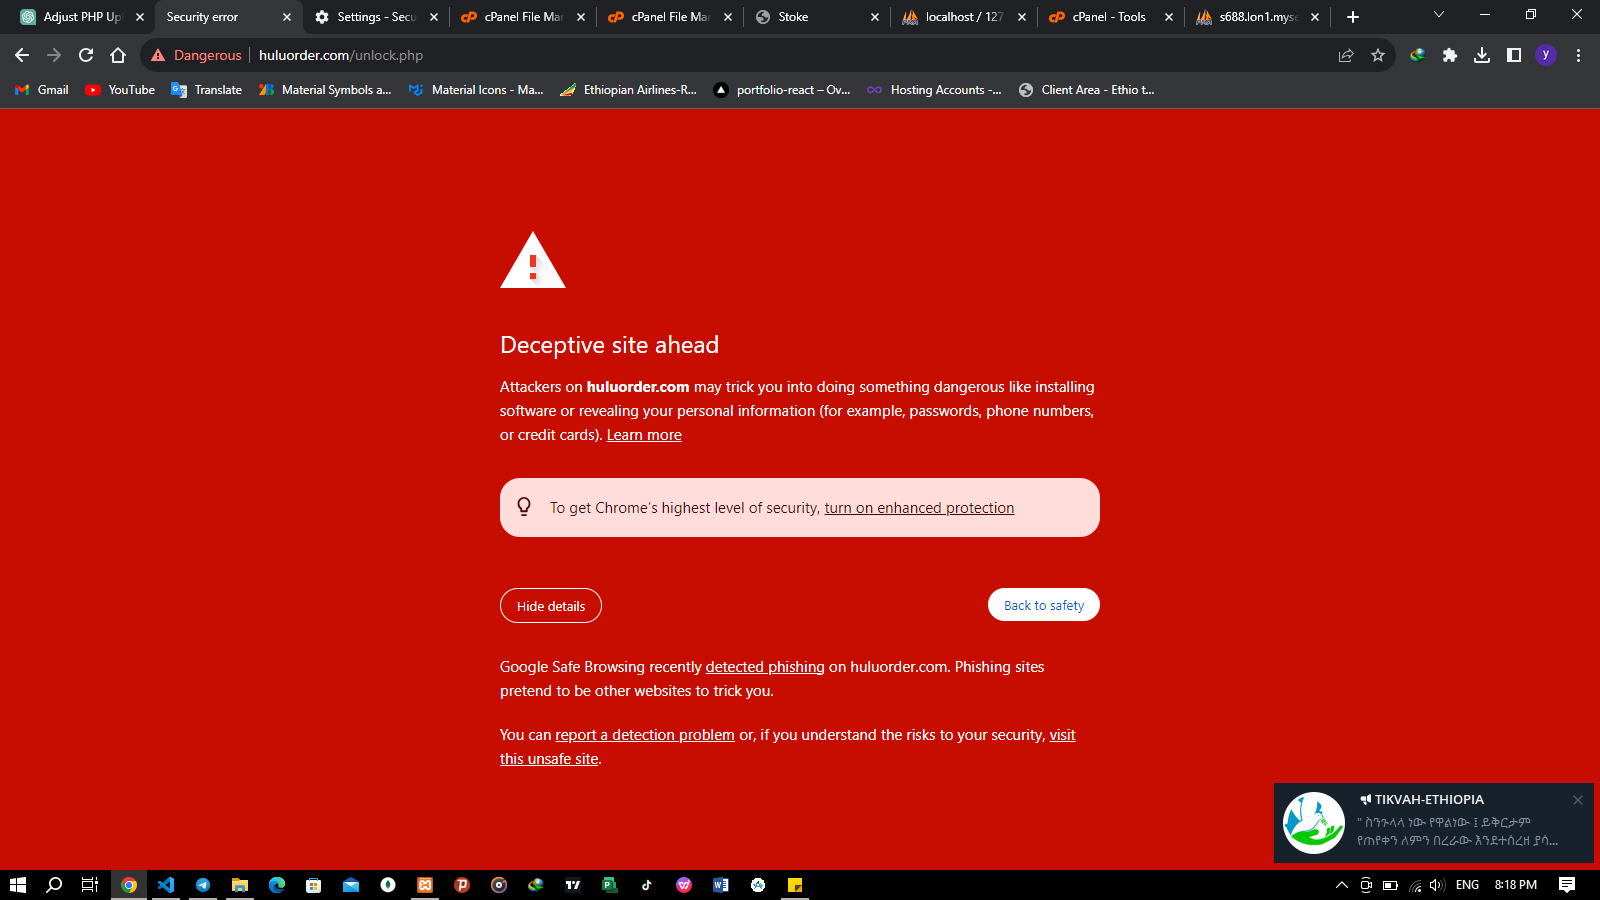 Adjust PHP Upl
Security error
Settings - Secu
cPanel File Mar
cPanel File Mar
Stoke
localhost / 127
cPanel - Tools
s688.lon1.myse
Dangerous
huluorder.com/unlock.php
y
Gmail
YouTube
Translate
Material Symbols a...
Material Icons - Ma...
Ethiopian Airlines-R...
portfolio-react – Ov...
Hosting Accounts -...
Client Area - Ethio t...
Deceptive site ahead
Attackers on huluorder.com may trick you into doing something dangerous like installing
software or revealing your personal information (for example, passwords, phone numbers,
or credit cards). Learn more
To get Chrome's highest level of security, turn on enhanced protection
Hide details
Back to safety
Google Safe Browsing recently detected phishing on huluorder.com. Phishing sites
pretend to be other websites to trick you.
You can report a detection problem or, if you understand the risks to your security, visit
this unsafe site.
TIKVAH-ETHIOPIA
" ስንጉላላ ነው የዋልነው ፤ ይቅርታም
የጠየቀን ለምን በረራው እንደተሰረዘ ያሳ...
ENG
8:18 PM